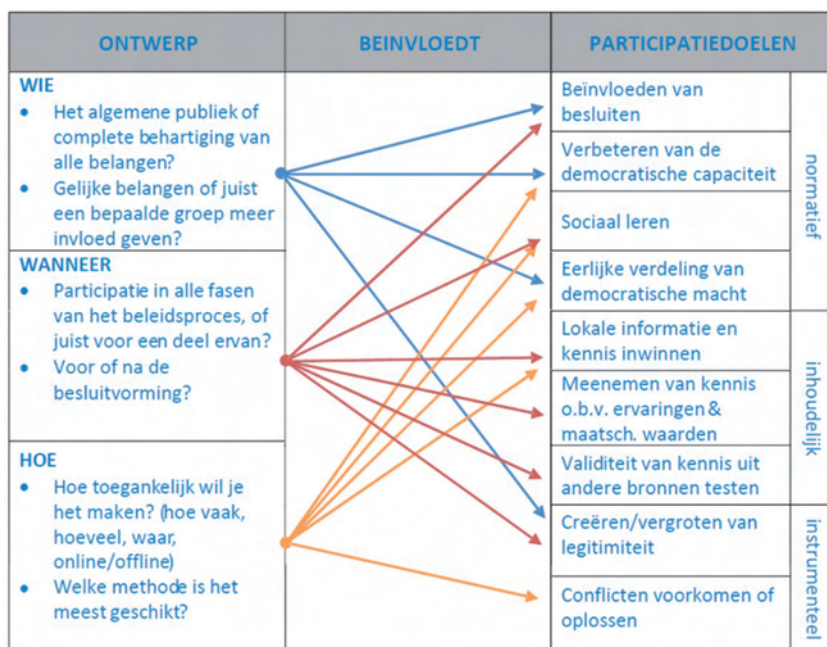 ONTWERP
BEINVLOEDT
PARTICIPATIEDOELEN
WIE
• Het algemene publiek of
complete behartiging van
alle belangen?
• Gelijke belangen of juist
een bepaalde groep meer
invloed geven?
WANNEER
• Participatie in alle fasen
van het beleidsproces, of
juist voor een deel ervan?
• Voor of na de
besluitvorming?
HOE
• Hoe toegankelijk wil je
het maken? (hoe vaak,
hoeveel, waar,
online/offline)
• Welke methode is het
meest geschikt?
Beïnvloeden van
besluiten
Verbeteren van de
democratische capaciteit
Sociaal leren
Eerlijke verdeling van
democratische macht
normatief
Lokale informatie en
kennis inwinnen
Meenemen van kennis
o.b.v. ervaringen &
maatsch. waarden
Validiteit van kennis uit
andere bronnen testen
inhoudelijk
Creëren/vergroten van
legitimiteit
Conflicten voorkomen of
oplossen
instrumenteel